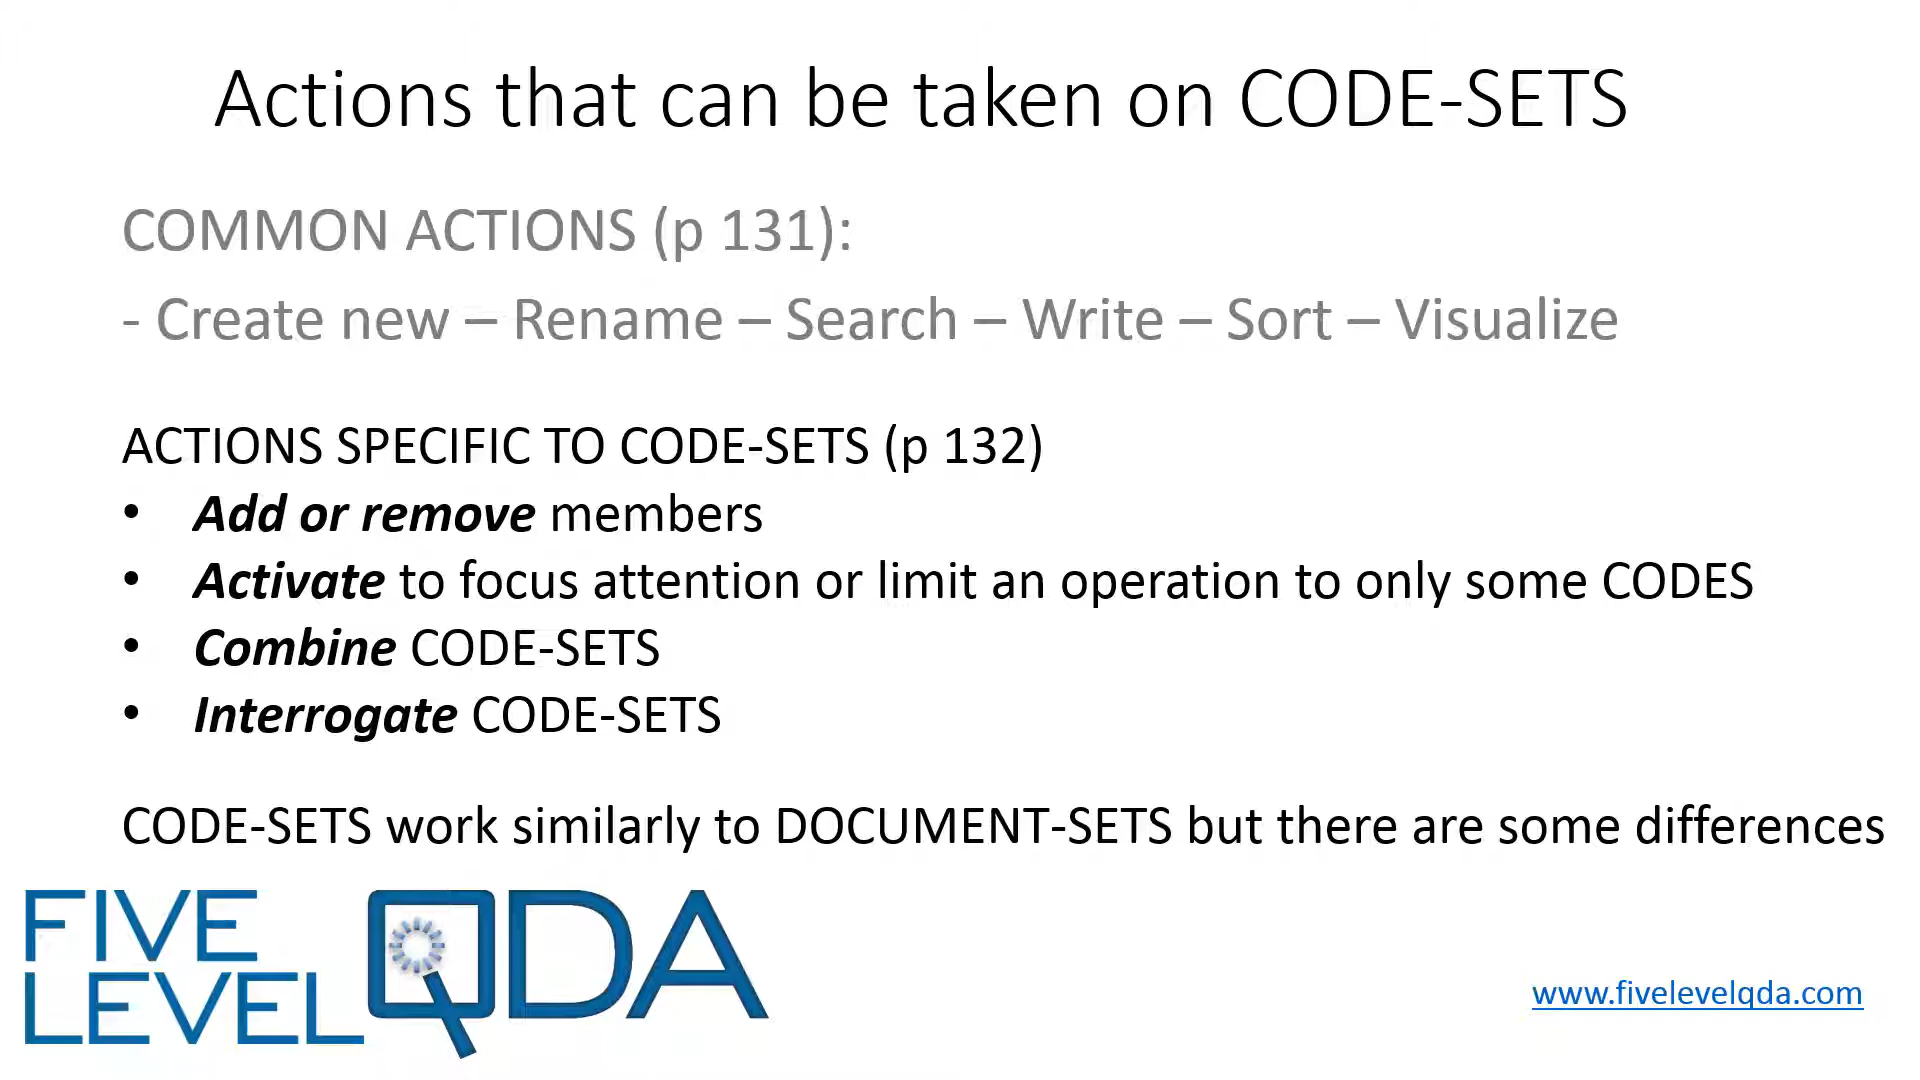 Actions that can be taken on CODE-SETS
COMMON ACTIONS (p 131):
- Create new – Rename – Search – Write – Sort – Visualize
ACTIONS SPECIFIC TO CODE-SETS (p 132)
• Add or remove members
• Activate to focus attention or limit an operation to only some CODES
• Combine CODE-SETS
• Interrogate CODE-SETS
CODE-SETS work similarly to DOCUMENT-SETS but there are some differences
FIVE
LEVEL
QDA
www.fivelevelqda.com